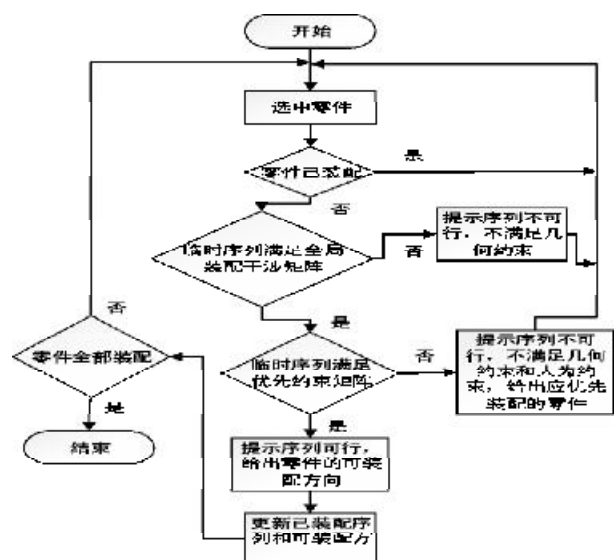 开始
选中零件
零件已装配
是
否
临时序列满足全局
装配干涉矩阵
否
提示序列不可
行，不满足几
何约束
是
否
零件全部装配
临时序列满足
优先约束矩阵
否
提示序列不可
行，不满足几何
约束和人为约
束，给出应优先
装配的零件
是
结束
是
提示序列可行，
给出零件的可装
配方向
更新已装配序
列和可装配方